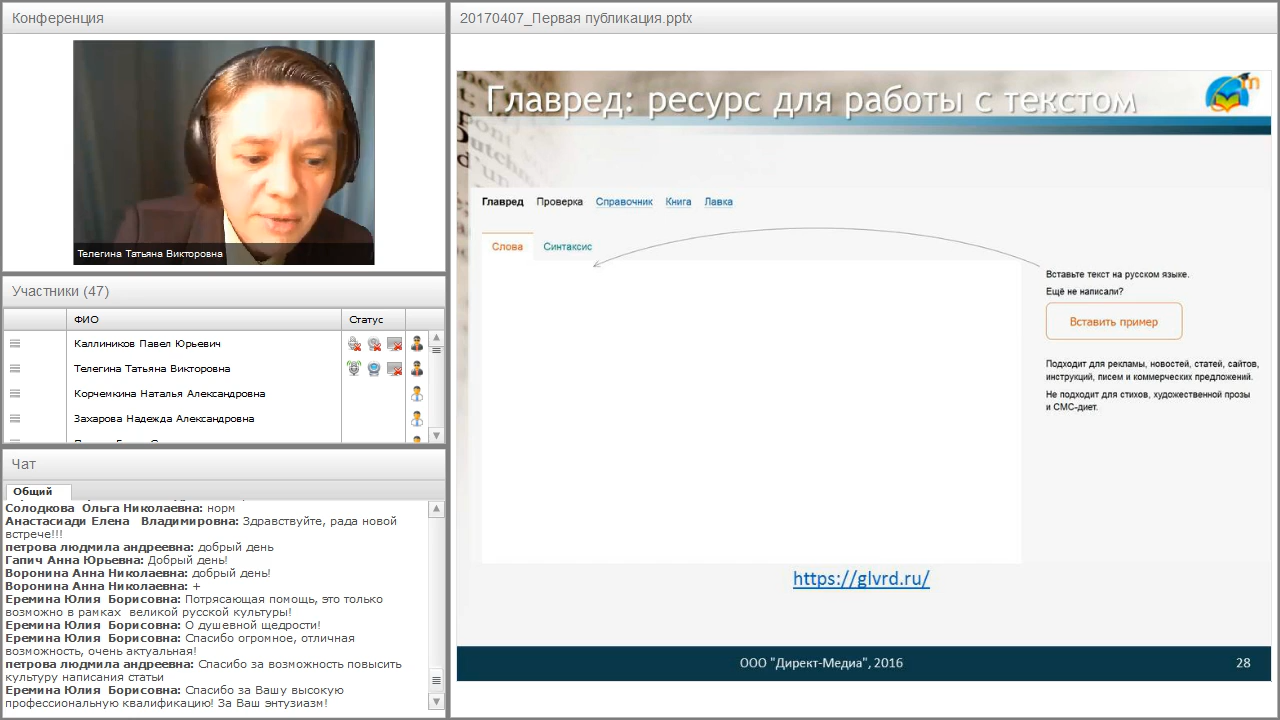 Конференция
Телегина Татьяна Викторовна
Участники (47)
ФИО
Статус
Каллиников Павел Юрьевич
Телегина Татьяна Викторовна
Корчемкина Наталья Александровна
Захарова Надежда Александровна
Чат
Общий
Солодкова Ольга Николаевна: норм
Анастасиади Елена Владимировна: Здравствуйте, рада новой
встрече!!!
петрова людмила андреевна: добрый день
Гапич Анна Юрьевна: Добрый день!
Воронина Анна Николаевна: добрый день!
Воронина Анна Николаевна: +
Еремина Юлия Борисовна: Потрясающая помощь, это только
возможно в рамках великой русской культуры!
Еремина Юлия Борисовна: О душевной щедрости!
Еремина Юлия Борисовна: Спасибо огромное, отличная
возможность, очень актуальная!
петрова людмила андреевна: Спасибо за возможность повысить
культуру написания статьи
Еремина Юлия Борисовна: Спасибо за Вашу высокую
профессиональную квалификацию! За Ваш энтузиазм!
20170407_Первая публикация.pptx
Главред: ресурс для работы с текстом
Главред Проверка Справочник Книга Лавка
Слова Синтаксис
Вставьте текст на русском языке.
Ещё не написали?
Вставить пример
Подходит для рекламы, новостей, статей, сайтов,
инструкций, писем и коммерческих предложений.
Не подходит для стихов, художественной прозы
и СМС-диет.
https://glvrd.ru/
ООО "Директ-Медиа", 2016
28